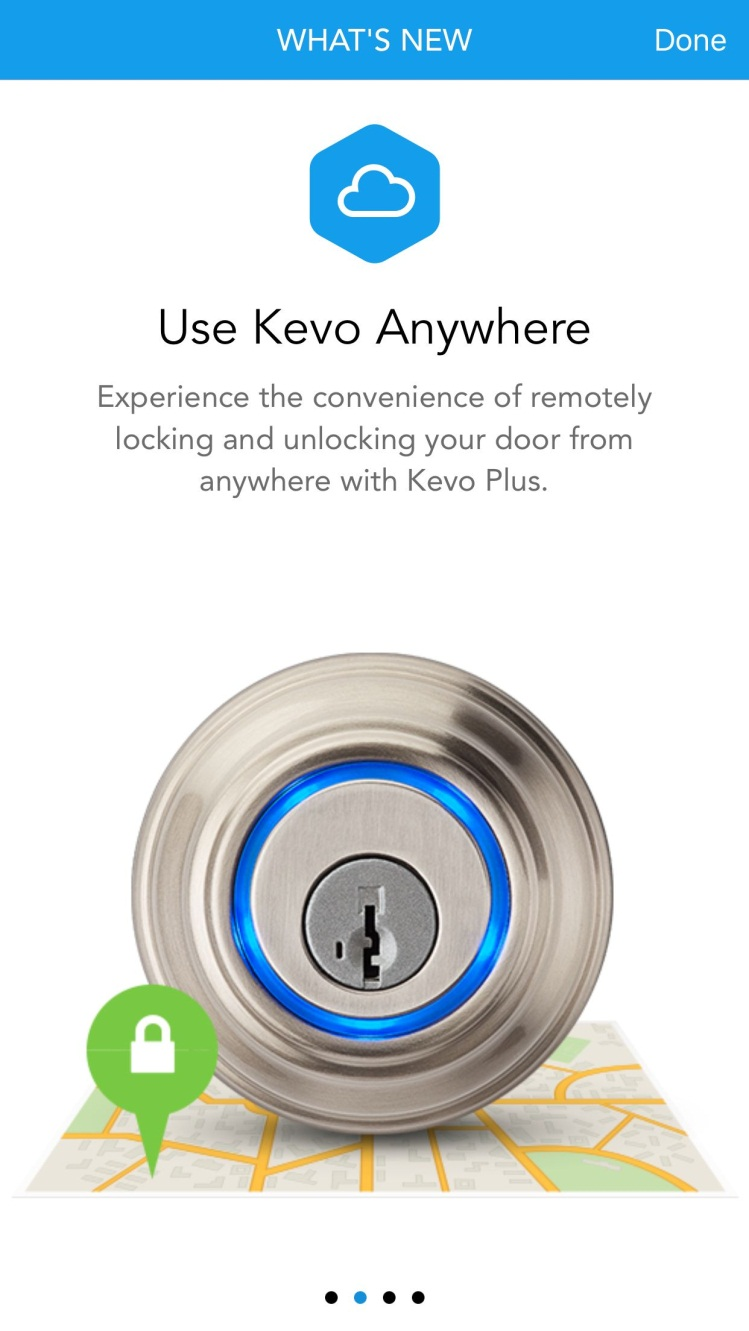 WHAT'S NEW
Done
Use Kevo Anywhere
Experience the convenience of remotely
locking and unlocking your door from
anywhere with Kevo Plus.